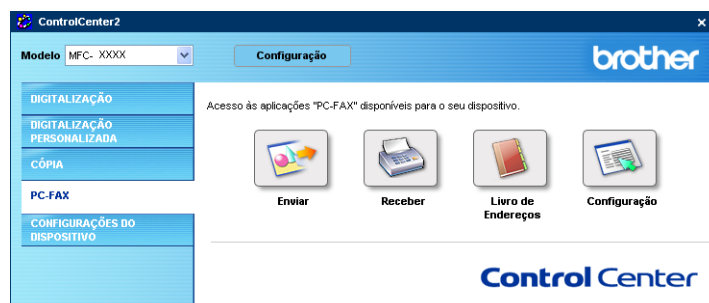 ControlCenter2
Modelo MFC- XXXX Configuração brother
DIGITALIZAÇÃO
DIGITALIZAÇÃO
PERSONALIZADA
CÓPIA
PC-FAX
CONFIGURAÇÕES DO
DISPOSITIVO
Acesso às aplicações "PC-FAX" disponíveis para o seu dispositivo.
Enviar Receber Livro de Endereços Configuração
Control Center